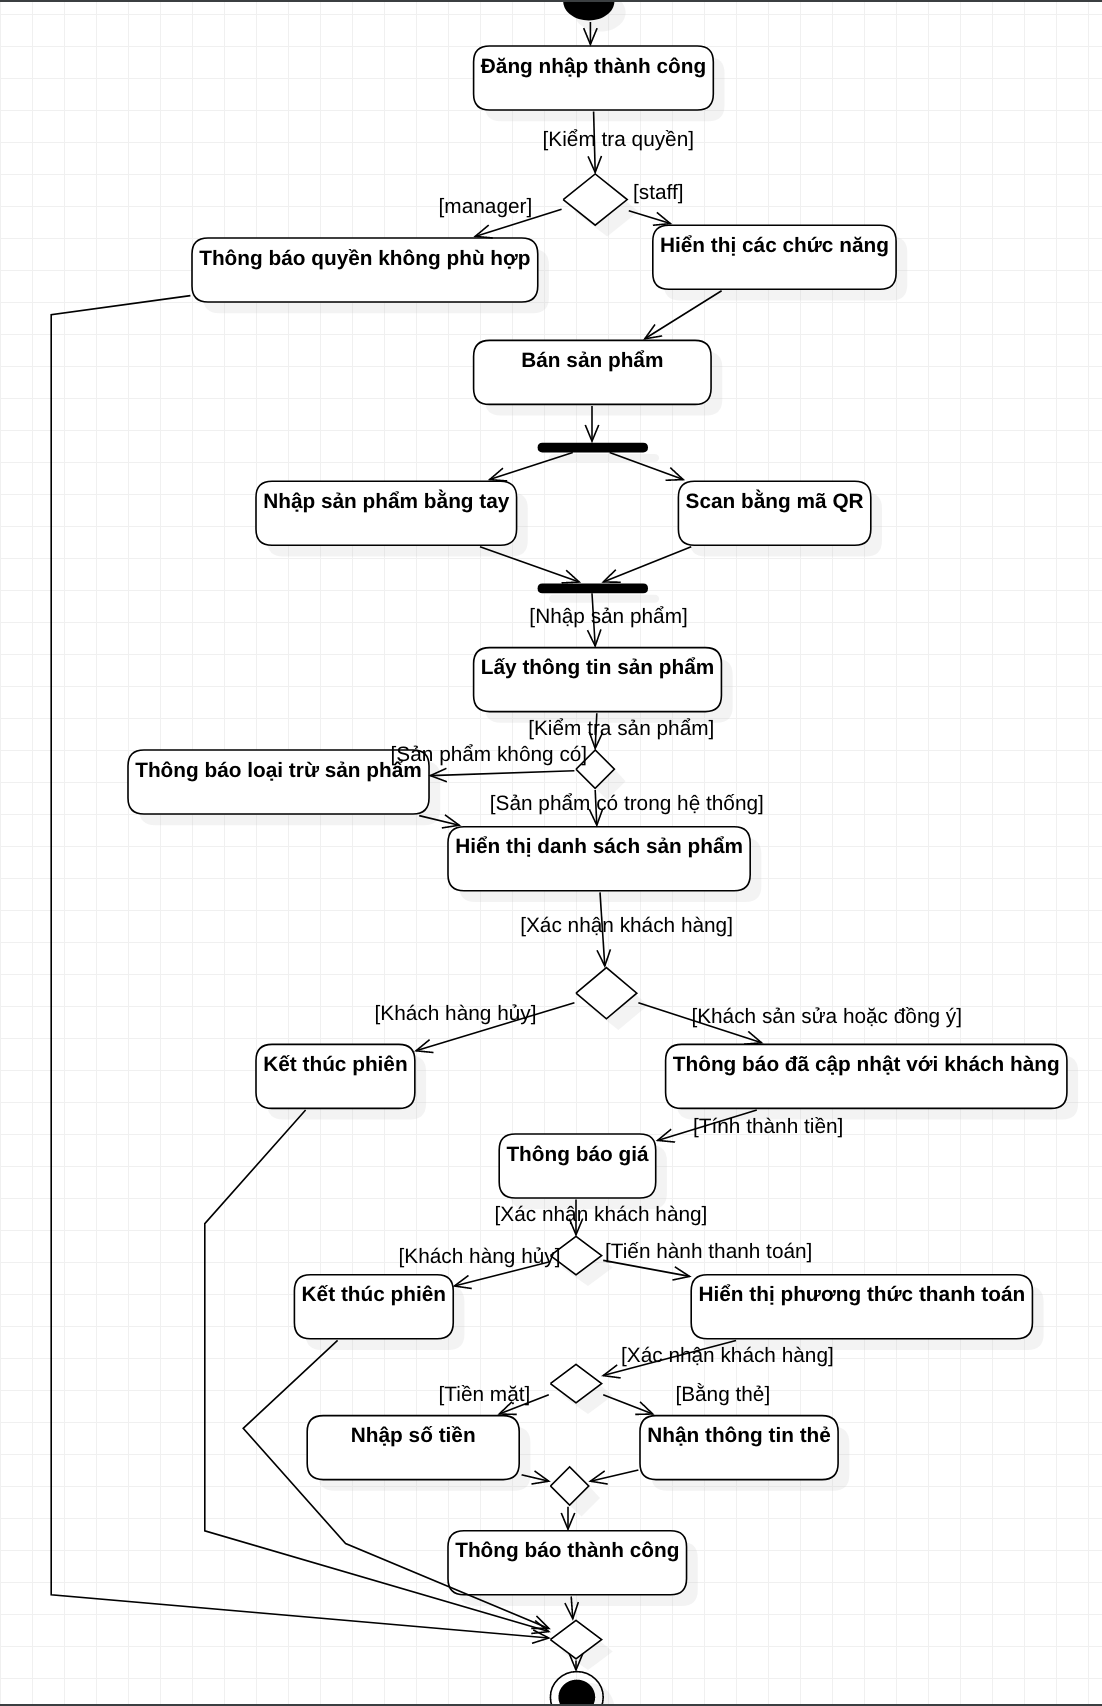 Đăng nhập thành công
[Kiểm tra quyền]
[staff]
[manager]
Hiển thị các chức năng
Thông báo quyền không phù hợp
Bán sản phẩm
Nhập sản phẩm bằng tay
Scan bằng mã QR
[Nhập sản phẩm]
Lấy thông tin sản phẩm
[Kiểm tra sản phẩm]
[Sản phẩm không có]
Thông báo loại trừ sản phẩm
[Sản phẩm có trong hệ thống]
Hiển thị danh sách sản phẩm
[Xác nhận khách hàng]
[Khách hàng hủy]
[Khách sản sửa hoặc đồng ý]
Kết thúc phiên
Thông báo đã cập nhật với khách hàng
[Tính thành tiền]
Thông báo giá
[Xác nhận khách hàng]
[Khách hàng hủy]
[Tiến hành thanh toán]
Kết thúc phiên
Hiển thị phương thức thanh toán
[Xác nhận khách hàng]
[Tiền mặt]
[Bằng thẻ]
Nhập số tiền
Nhận thông tin thẻ
Thông báo thành công